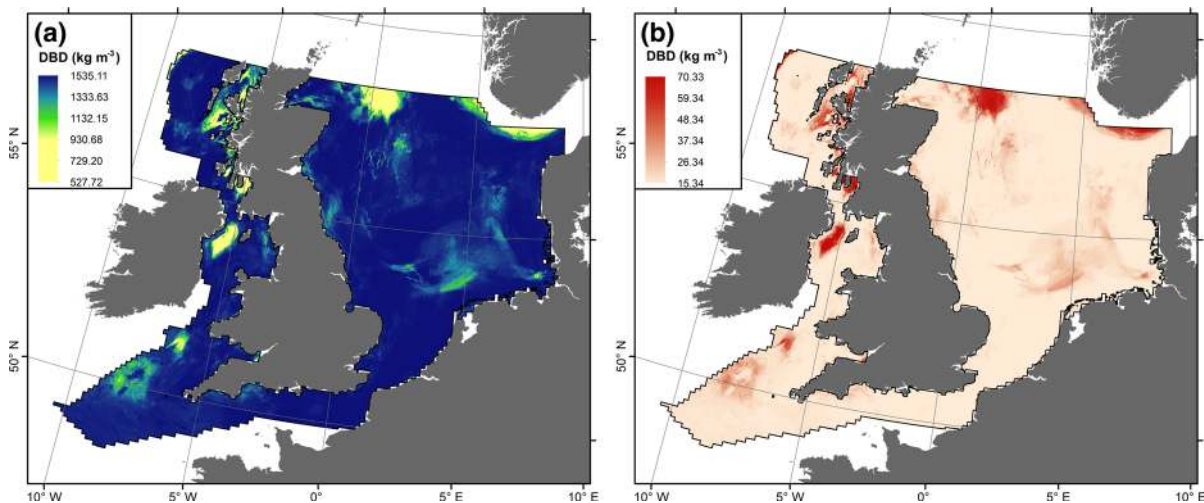 (a)
DBD
(kg m⁻³)
1535.11
1333.63
1132.15
930.68
729.20
527.72
55° N
50° N
10° W
5° W
0°
5° E
10° E
(b)
DBD (kg m⁻³)
70.33
59.34
48.34
37.34
26.34
15.34
55° N
50° N
10° W
5° W
0°
5° E
10° E